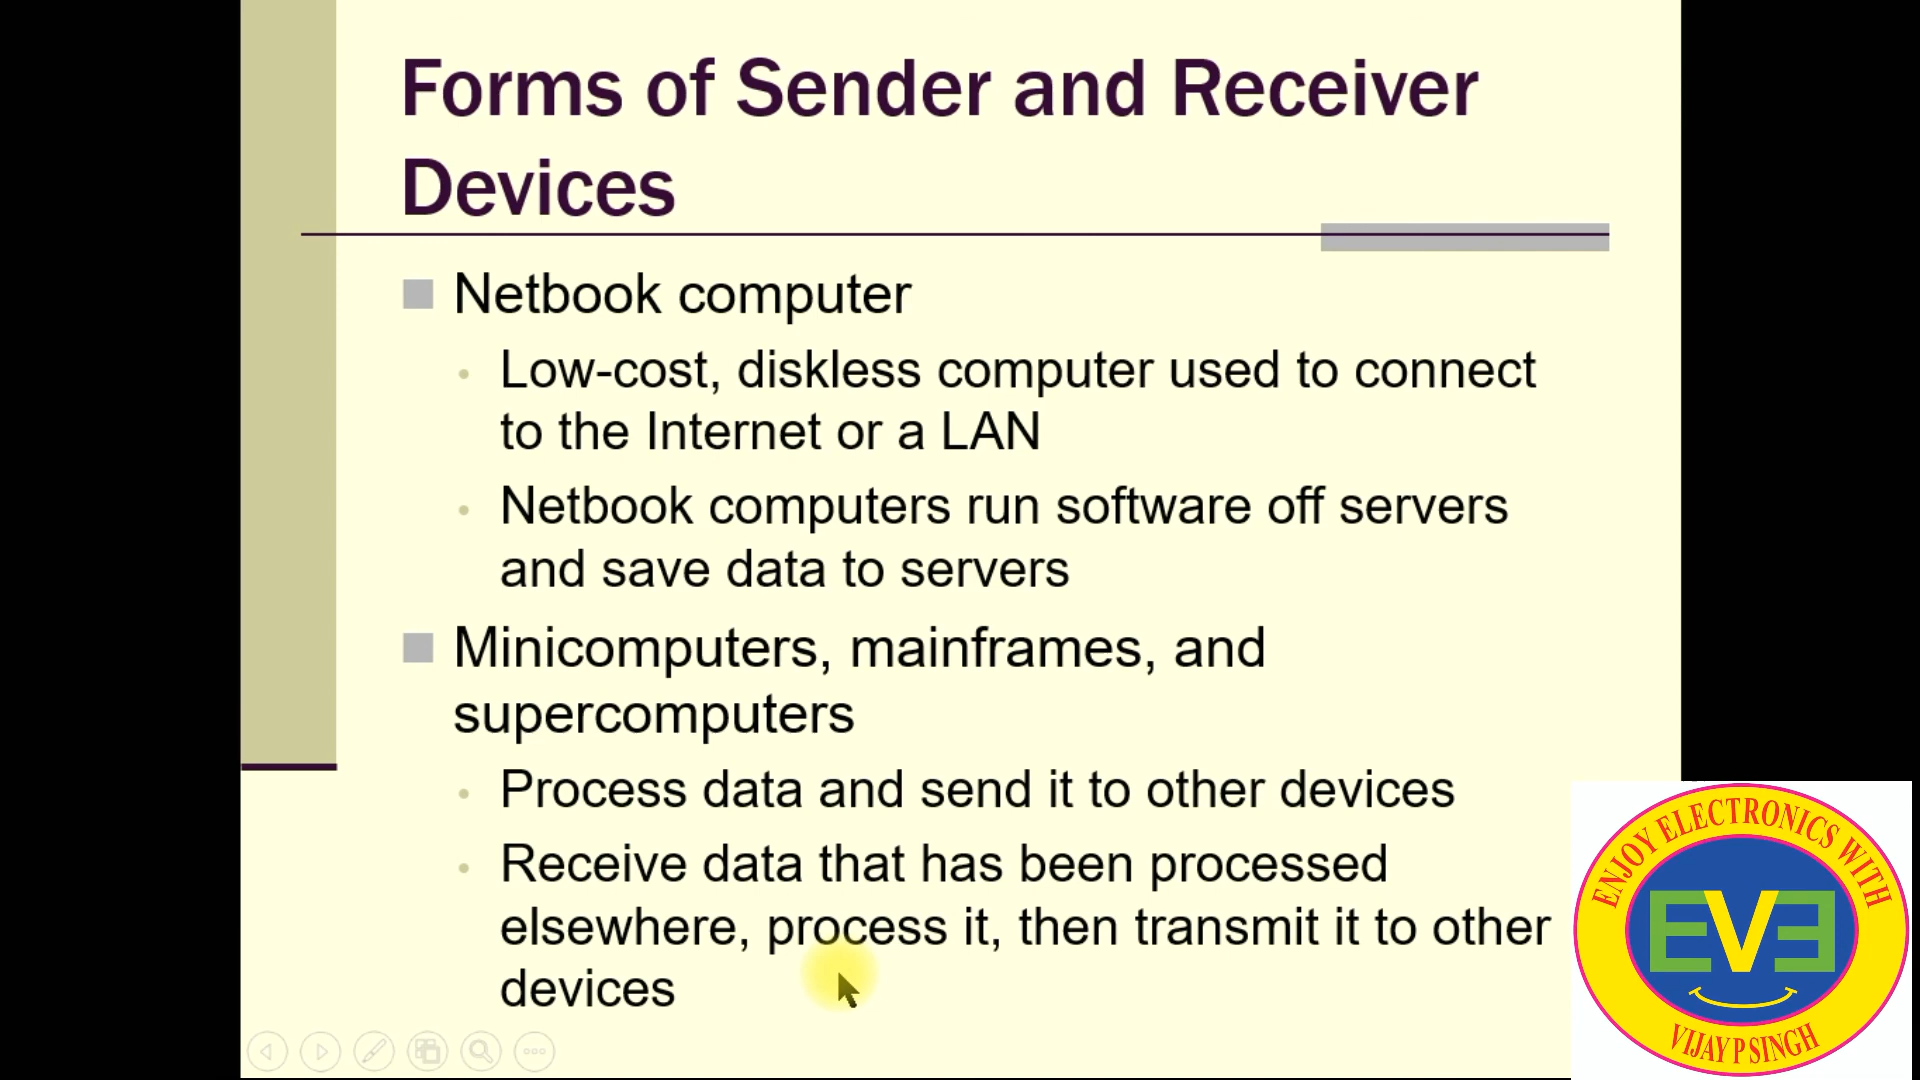 Forms of Sender and Receiver
Devices
Netbook computer
Low-cost, diskless computer used to connect
to the Internet or a LAN
Netbook computers run software off servers
and save data to servers
Minicomputers, mainframes, and
supercomputers
Process data and send it to other devices
Receive data that has been processed
elsewhere, process it, then transmit it to other
devices
ENJOY ELECTRONICS WITH
EVE
VIJAY P SINGH